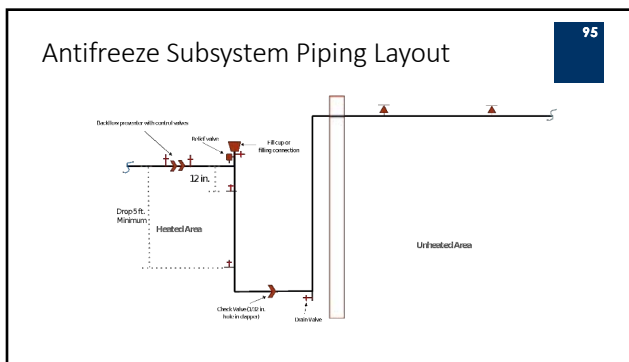 95
Antifreeze Subsystem Piping Layout
Backflow preventer with control valves
Relief valve
Fill cup or
filling connection
12 in.
Drop 5 ft.
Minimum
Heated Area
Unheated Area
Check Valve (1/32 in.
hole in clapper)
Drain Valve